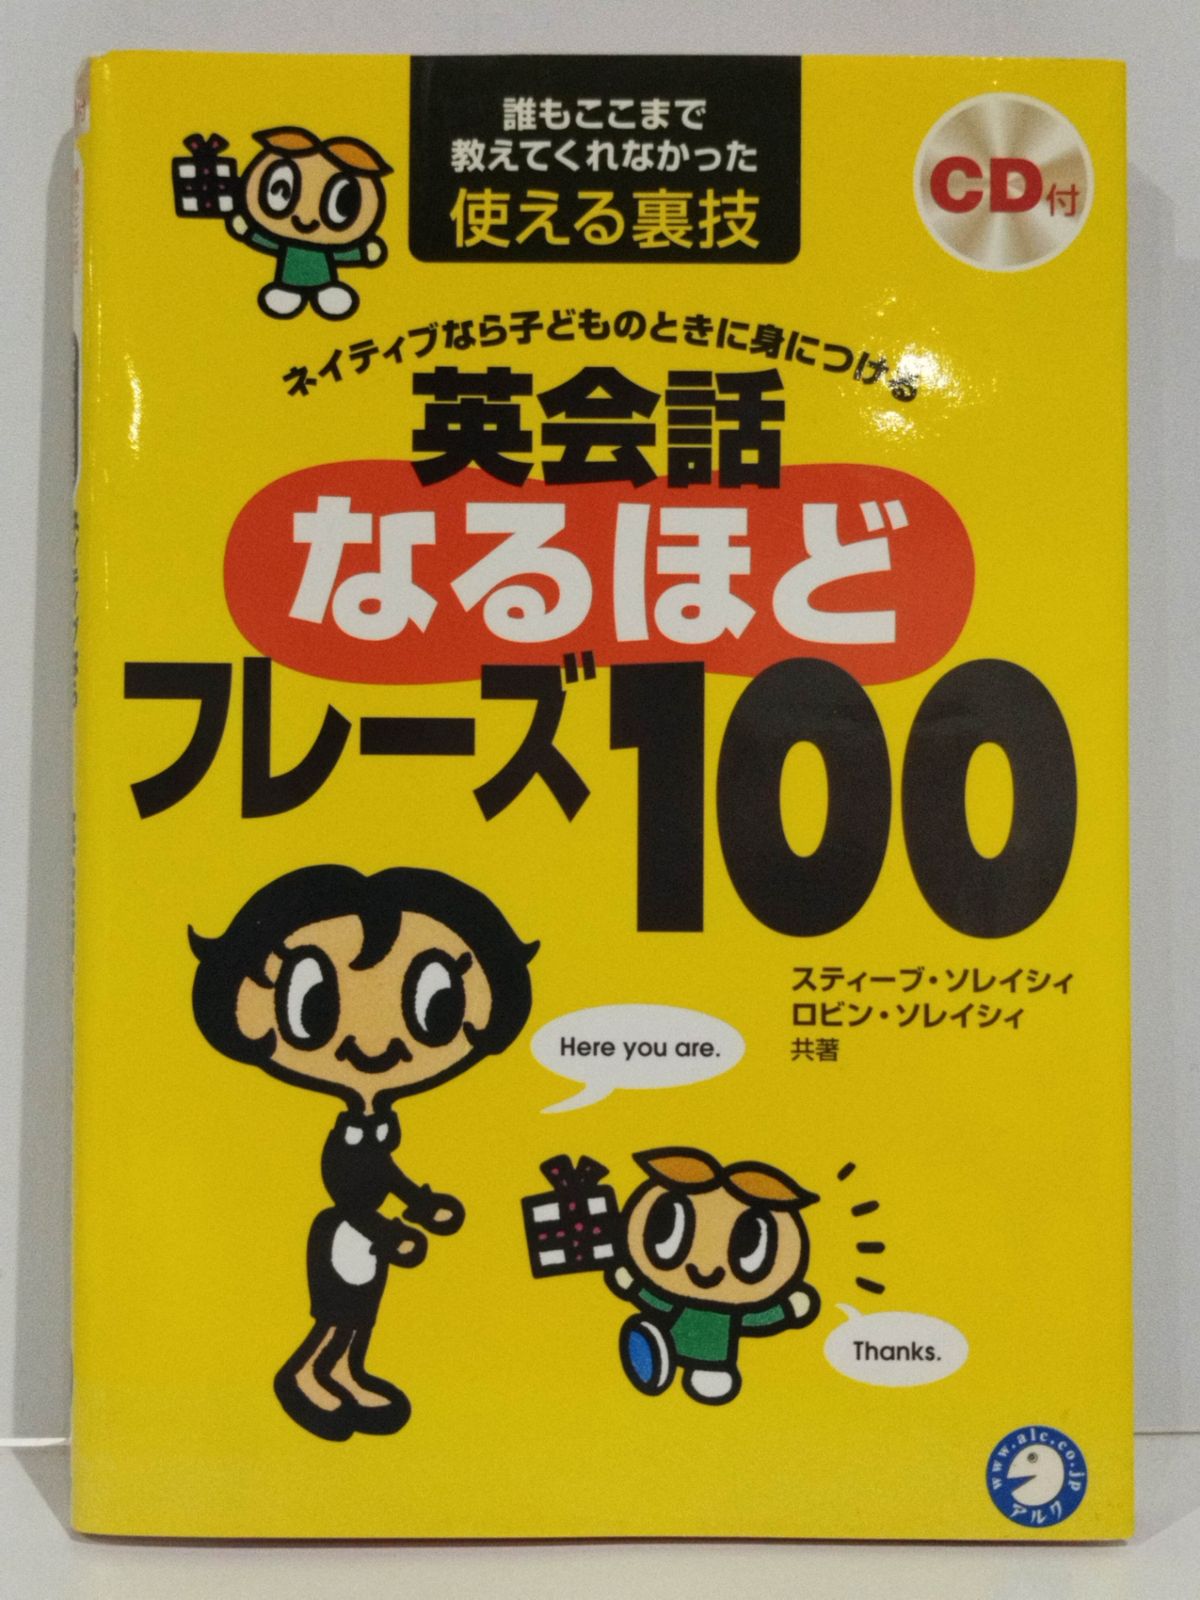 誰もここまで
教えてくれなかった
使える裏技
CD付
ネイティブなら子どものときに身につける
英会話
なるほど
フレーズ100
スティーブ・ソレイシィ
ロビン・ソレイシィ
共著
Here you are.
Thanks.
www.alc.co.jp
アルク